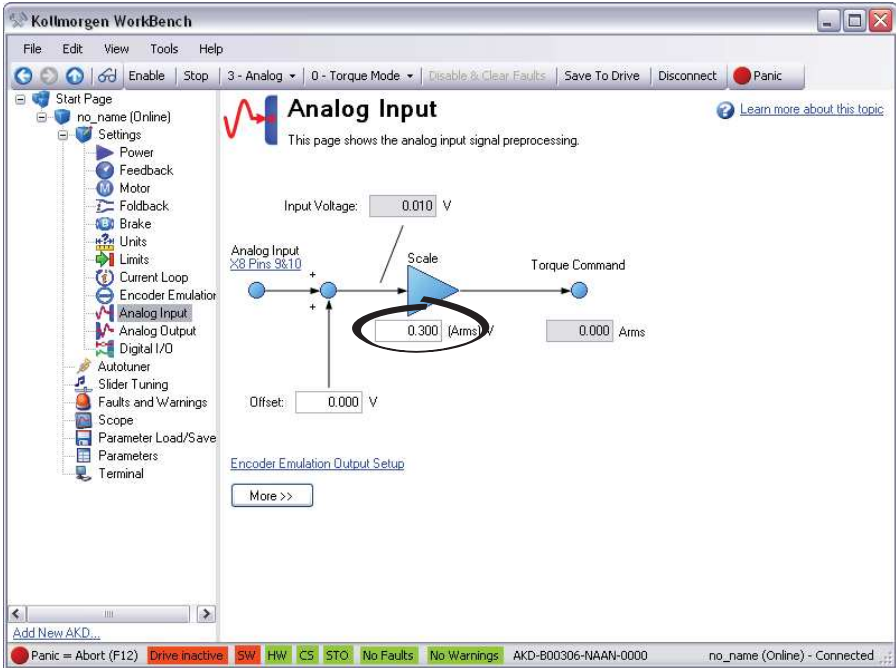 Kollmorgen WorkBench
File Edit View Tools Help
Enable Stop 3 - Analog 0 - Torque Mode Disable & Clear Faults Save To Drive Disconnect Panic
Start Page
no_name (Online)
Settings
Power
Feedback
Motor
Foldback
Brake
Units
Limits
Current Loop
Encoder Emulation
Analog Input
Analog Output
Digital I/O
Autotuner
Slider Tuning
Faults and Warnings
Scope
Parameter Load/Save
Parameters
Terminal
Add New AKD...
Analog Input
Learn more about this topic
This page shows the analog input signal preprocessing.
Input Voltage: 0.010 V
Analog Input
X8 Pins 9&10
Scale
Torque Command
+
+
0.300 (Arms)/V
0.000 Arms
Offset: 0.000 V
Encoder Emulation Output Setup
More >>
Panic = Abort (F12) Drive inactive SW HW CS STO No Faults No Warnings AKD-B00306-NAAN-0000 no_name (Online) - Connected